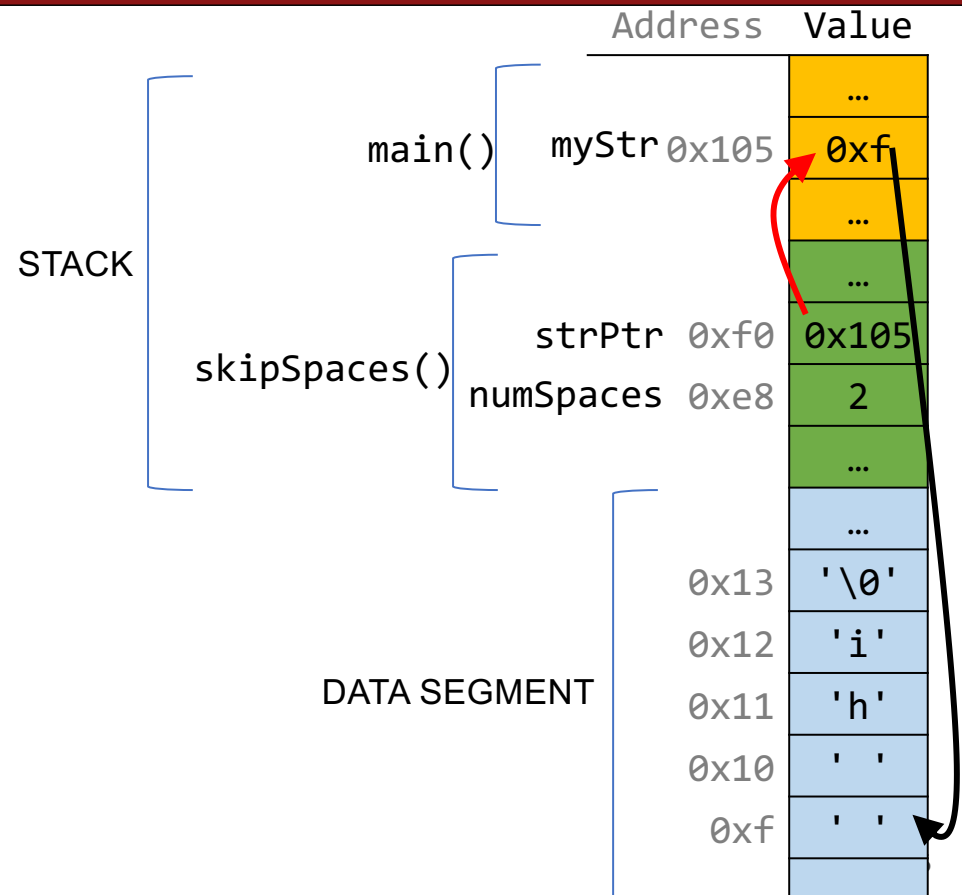 Address Value
…
main() myStr 0x105 0xf
…
STACK
…
strPtr 0xf0 0x105
skipSpaces()
numSpaces 0xe8 2
…
…
0x13 '\0'
0x12 'i'
DATA SEGMENT
0x11 'h'
0x10 ' '
0xf ' '